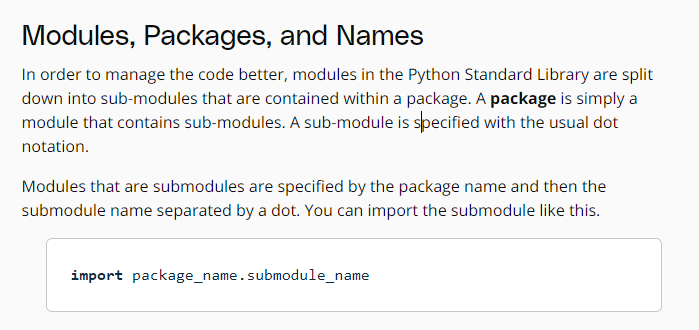 Modules, Packages, and Names
In order to manage the code better, modules in the Python Standard Library are split
down into sub-modules that are contained within a package. A package is simply a
module that contains sub-modules. A sub-module is specified with the usual dot
notation.
Modules that are submodules are specified by the package name and then the
submodule name separated by a dot. You can import the submodule like this.
import package_name.submodule_name